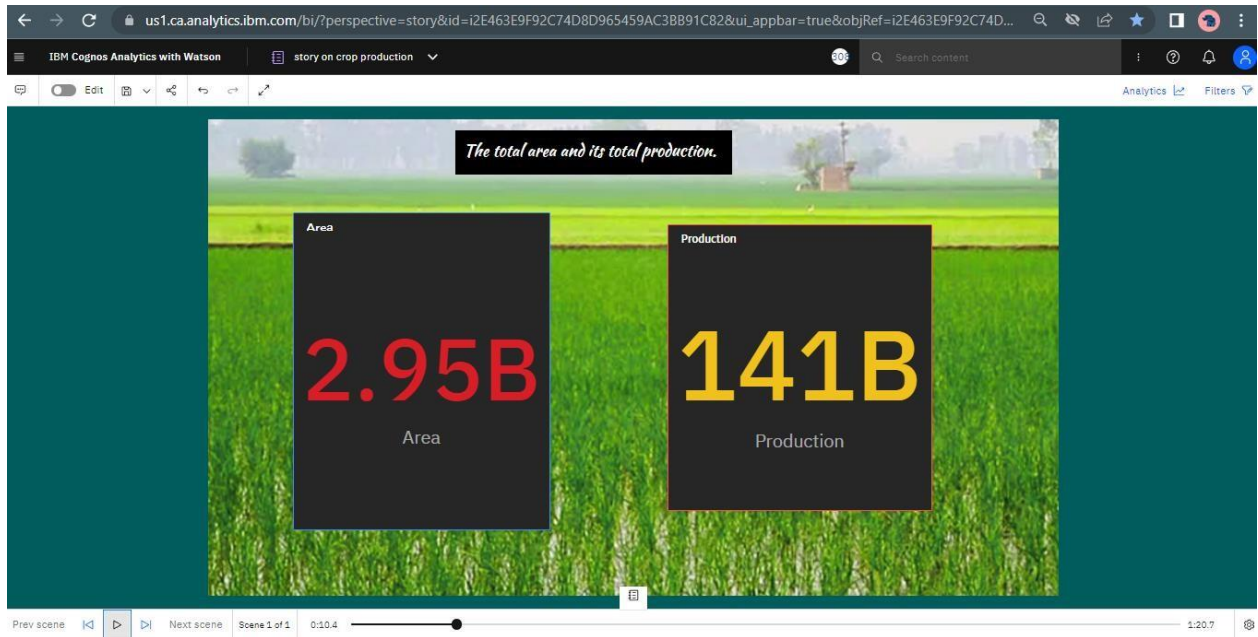 us1.ca.analytics.ibm.com/bi/?perspective=story&id=i2E463E9F92C74D8D965459AC3BB91C82&ui_appbar=true&objRef=i2E463E9F92C74D...
IBM Cognos Analytics with Watson
story on crop production
Search content
Edit
Analytics
Filters
The total area and its total production.
Area
Production
2.95B
141B
Area
Production
Prev scene
Next scene
Scene 1 of 1
0:10.4
1:20.7